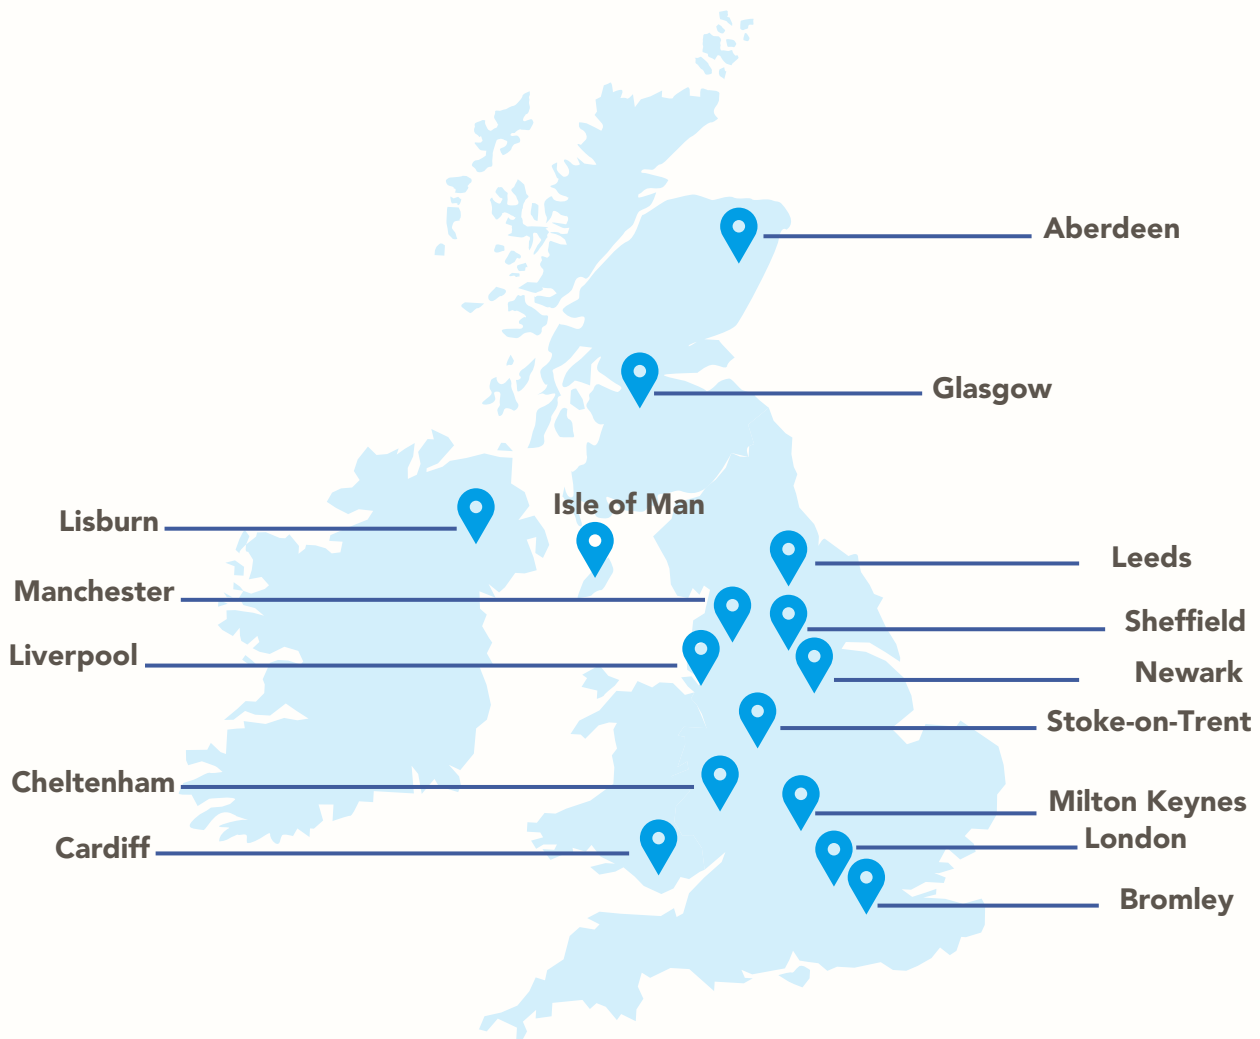 Aberdeen
Glasgow
Isle of Man
Lisburn
Leeds
Manchester
Sheffield
Liverpool
Newark
Stoke-on-Trent
Cheltenham
Milton Keynes
London
Cardiff
Bromley